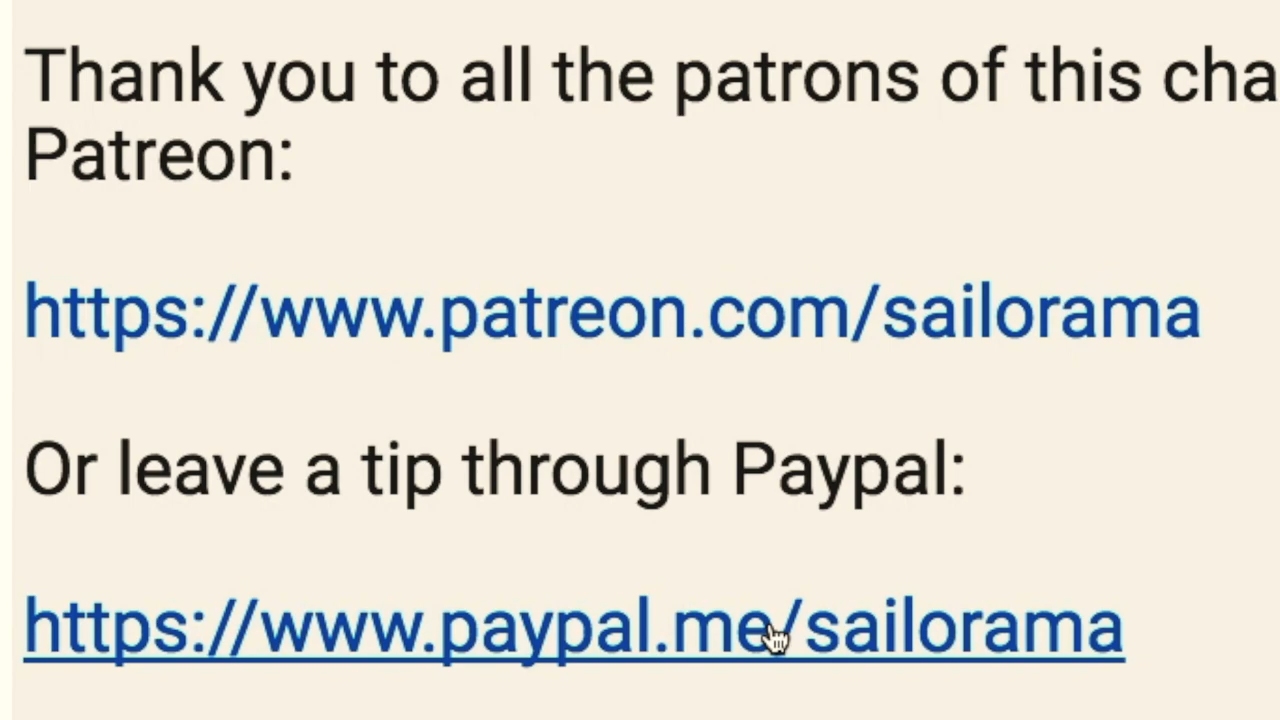 Thank you to all the patrons of this cha
Patreon:
https://www.patreon.com/sailorama
Or leave a tip through Paypal:
https://www.paypal.me/sailorama